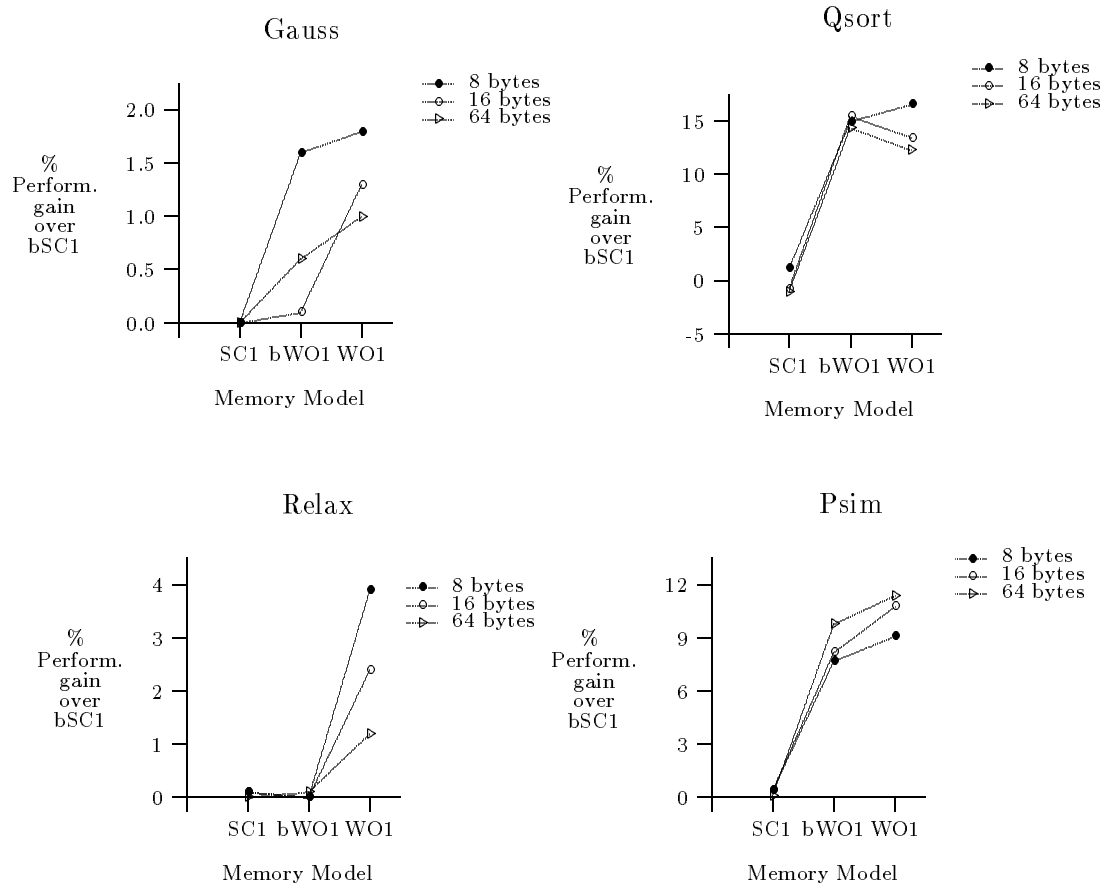 Gauss
8 bytes
16 bytes
64 bytes
2.0
1.5
1.0
0.5
0.0
%
Perform.
gain
over
bSC1
SC1 bWO1 WO1
Memory Model
Qsort
8 bytes
16 bytes
64 bytes
15
10
5
0
-5
%
Perform.
gain
over
bSC1
SC1 bWO1 WO1
Memory Model
Relax
8 bytes
16 bytes
64 bytes
4
3
2
1
0
%
Perform.
gain
over
bSC1
SC1 bWO1 WO1
Memory Model
Psim
8 bytes
16 bytes
64 bytes
12
9
6
3
0
%
Perform.
gain
over
bSC1
SC1 bWO1 WO1
Memory Model